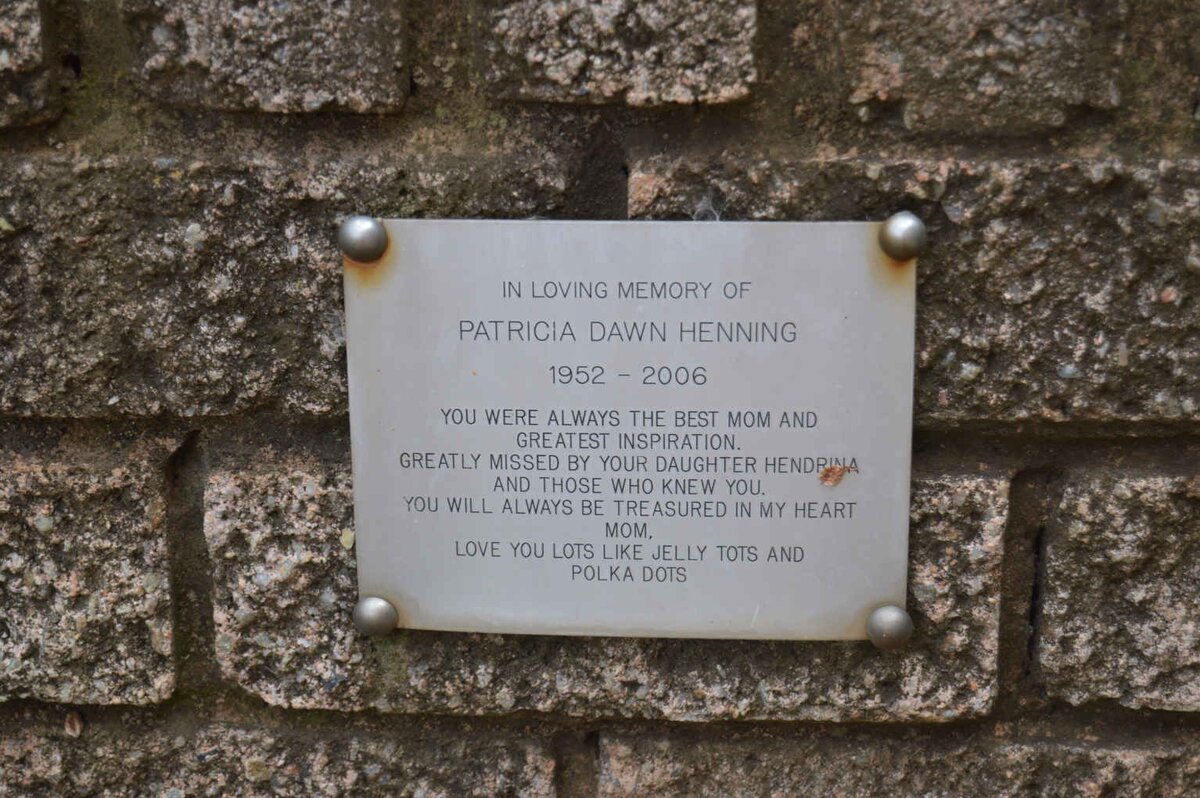 IN LOVING MEMORY OF
PATRICIA DAWN HENNING
1952 - 2006
YOU WERE ALWAYS THE BEST MOM AND
GREATEST INSPIRATION.
GREATLY MISSED BY YOUR DAUGHTER HENDRINA
AND THOSE WHO KNEW YOU.
YOU WILL ALWAYS BE TREASURED IN MY HEART
MOM,
LOVE YOU LOTS LIKE JELLY TOTS AND
POLKA DOTS